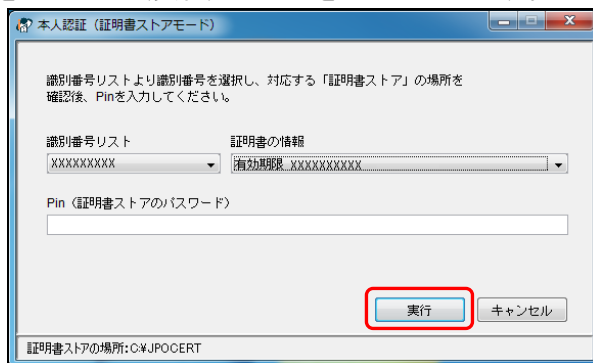 本人認証（証明書ストアモード）
識別番号リストより識別番号を選択し、対応する「証明書ストア」の場所を
確認後、Pinを入力してください。
識別番号リスト 証明書の情報
XXXXXXXXX 有効期限 XXXXXXXXXX
Pin（証明書ストアのパスワード）
実行 キャンセル
証明書ストアの場所:C:¥JPOCERT